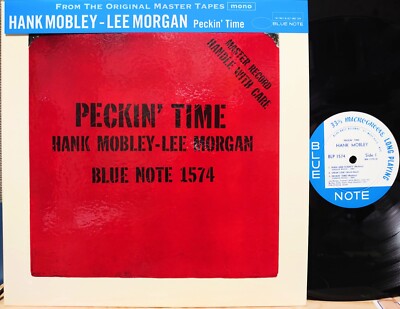 FROM THE ORIGINAL MASTER TAPES mono
HANK MOBLEY - LEE MORGAN Peckin' Time
BLUE NOTE
MASTER RECORD
HANDLE WITH CARE
PECKIN' TIME
HANK MOBLEY-LEE MORGAN
BLUE NOTE 1574
33⅓ MICROGROOVE LONG PLAYING
HANK MOBLEY
BLP 1574
Side 1
BLUE
NOTE